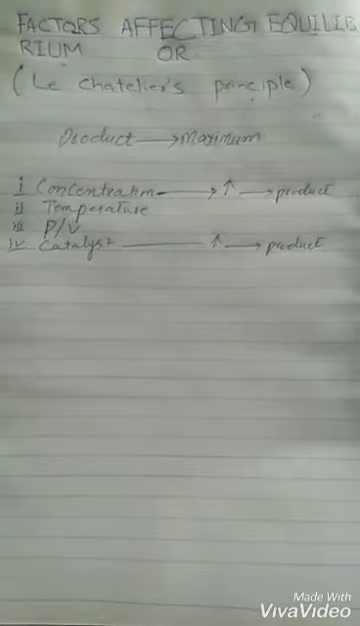 FACTORS AFFECTING EQUILIB
RIUM OR
(Le Chatelier's principle)
Product → Maximum
i Concentration → ↑ → product
ii Temperature
iii P/V
iv Catalyst ↑ → product
Made With
VivaVideo